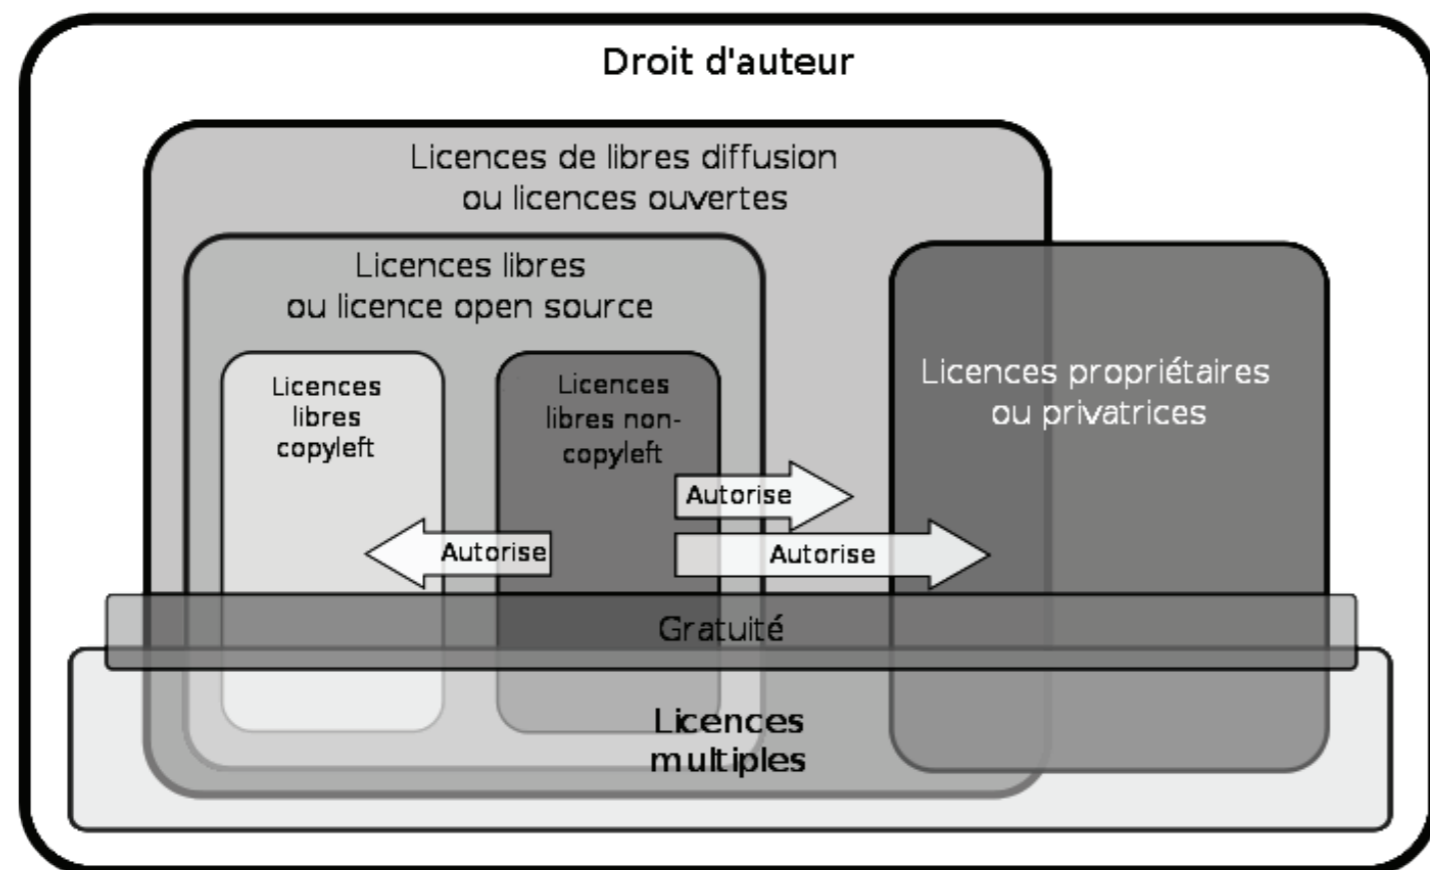 Droit d'auteur
Licences de libres diffusion
ou licences ouvertes
Licences libres
ou licence open source
Licences
libres
copyleft
Licences
libres non-
copyleft
Licences propriétaires
ou privatrices
Autorise
Autorise
Autorise
Gratuité
Licences
multiples